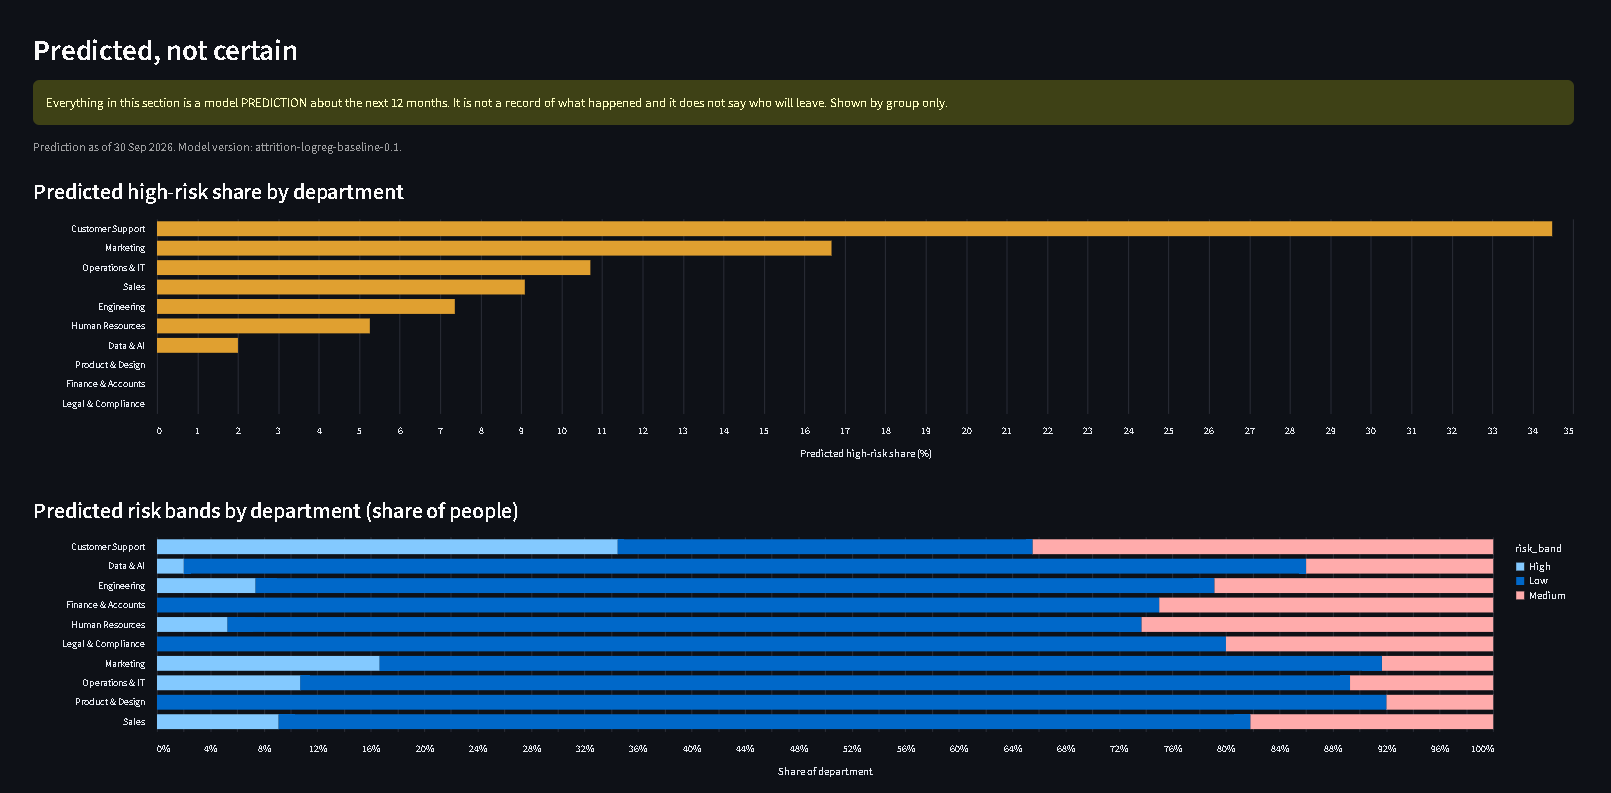 Predicted, not certain
Everything in this section is a model PREDICTION about the next 12 months. It is not a record of what happened and it does not say who will leave. Shown by group only.
Prediction as of 30 Sep 2026. Model version: attrition-logreg-baseline-0.1.
Predicted high-risk share by department
Customer Support
Marketing
Operations & IT
Sales
Engineering
Human Resources
Data & AI
Product & Design
Finance & Accounts
Legal & Compliance
0 1 2 3 4 5 6 7 8 9 10 11 12 13 14 15 16 17 18 19 20 21 22 23 24 25 26 27 28 29 30 31 32 33 34 35
Predicted high-risk share (%)
Predicted risk bands by department (share of people)
Customer Support
Data & AI
Engineering
Finance & Accounts
Human Resources
Legal & Compliance
Marketing
Operations & IT
Product & Design
Sales
0% 4% 8% 12% 16% 20% 24% 28% 32% 36% 40% 44% 48% 52% 56% 60% 64% 68% 72% 76% 80% 84% 88% 92% 96% 100%
Share of department
risk_band
High
Low
Medium